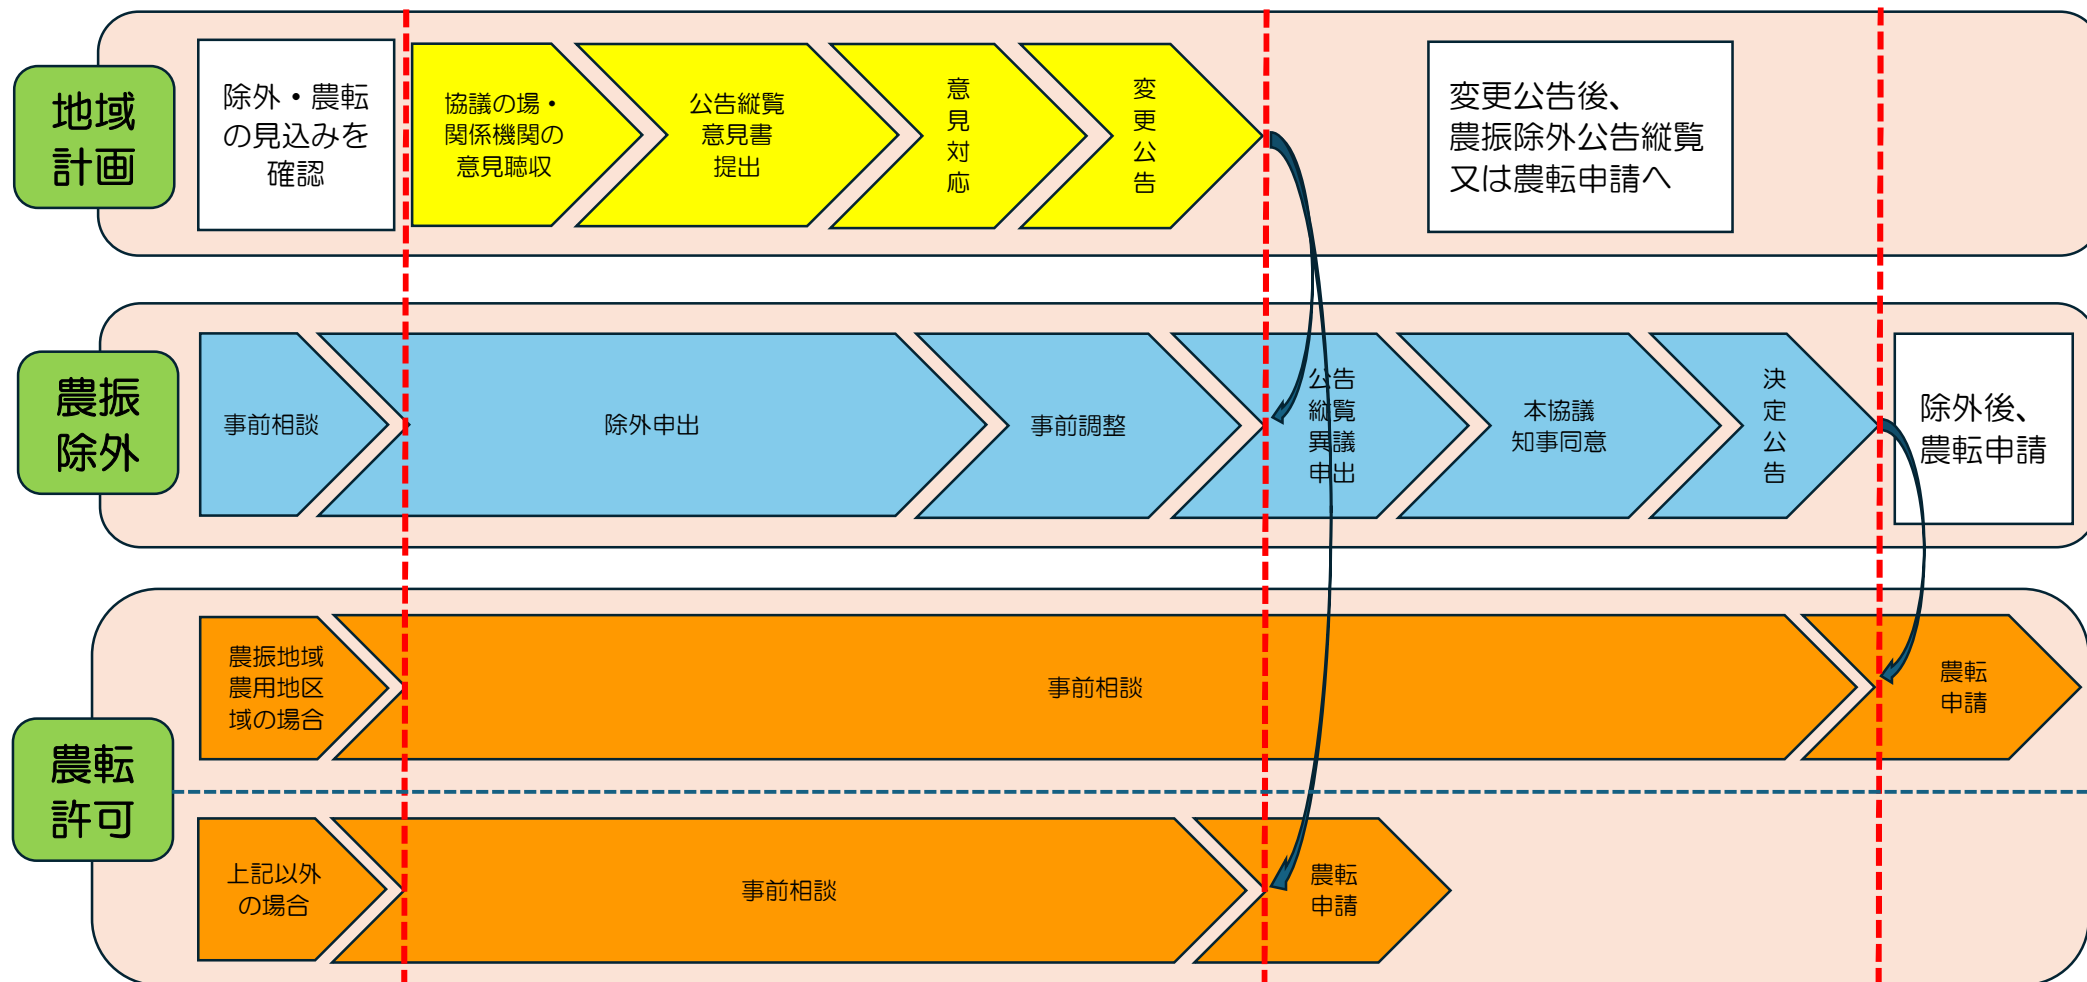 地域
計画
除外・農転
の見込みを
確認
協議の場・
関係機関の
意見聴収
公告縦覧
意見書
提出
意見対応
変更公告
変更公告後、
農振除外公告縦覧
又は農転申請へ
農振
除外
事前相談
除外申出
事前調整
公告
縦覧
異議
申出
本協議
知事同意
決定公告
除外後、
農転申請
農転
許可
農振地域
農用地区
域の場合
事前相談
農転
申請
上記以外
の場合
事前相談
農転
申請